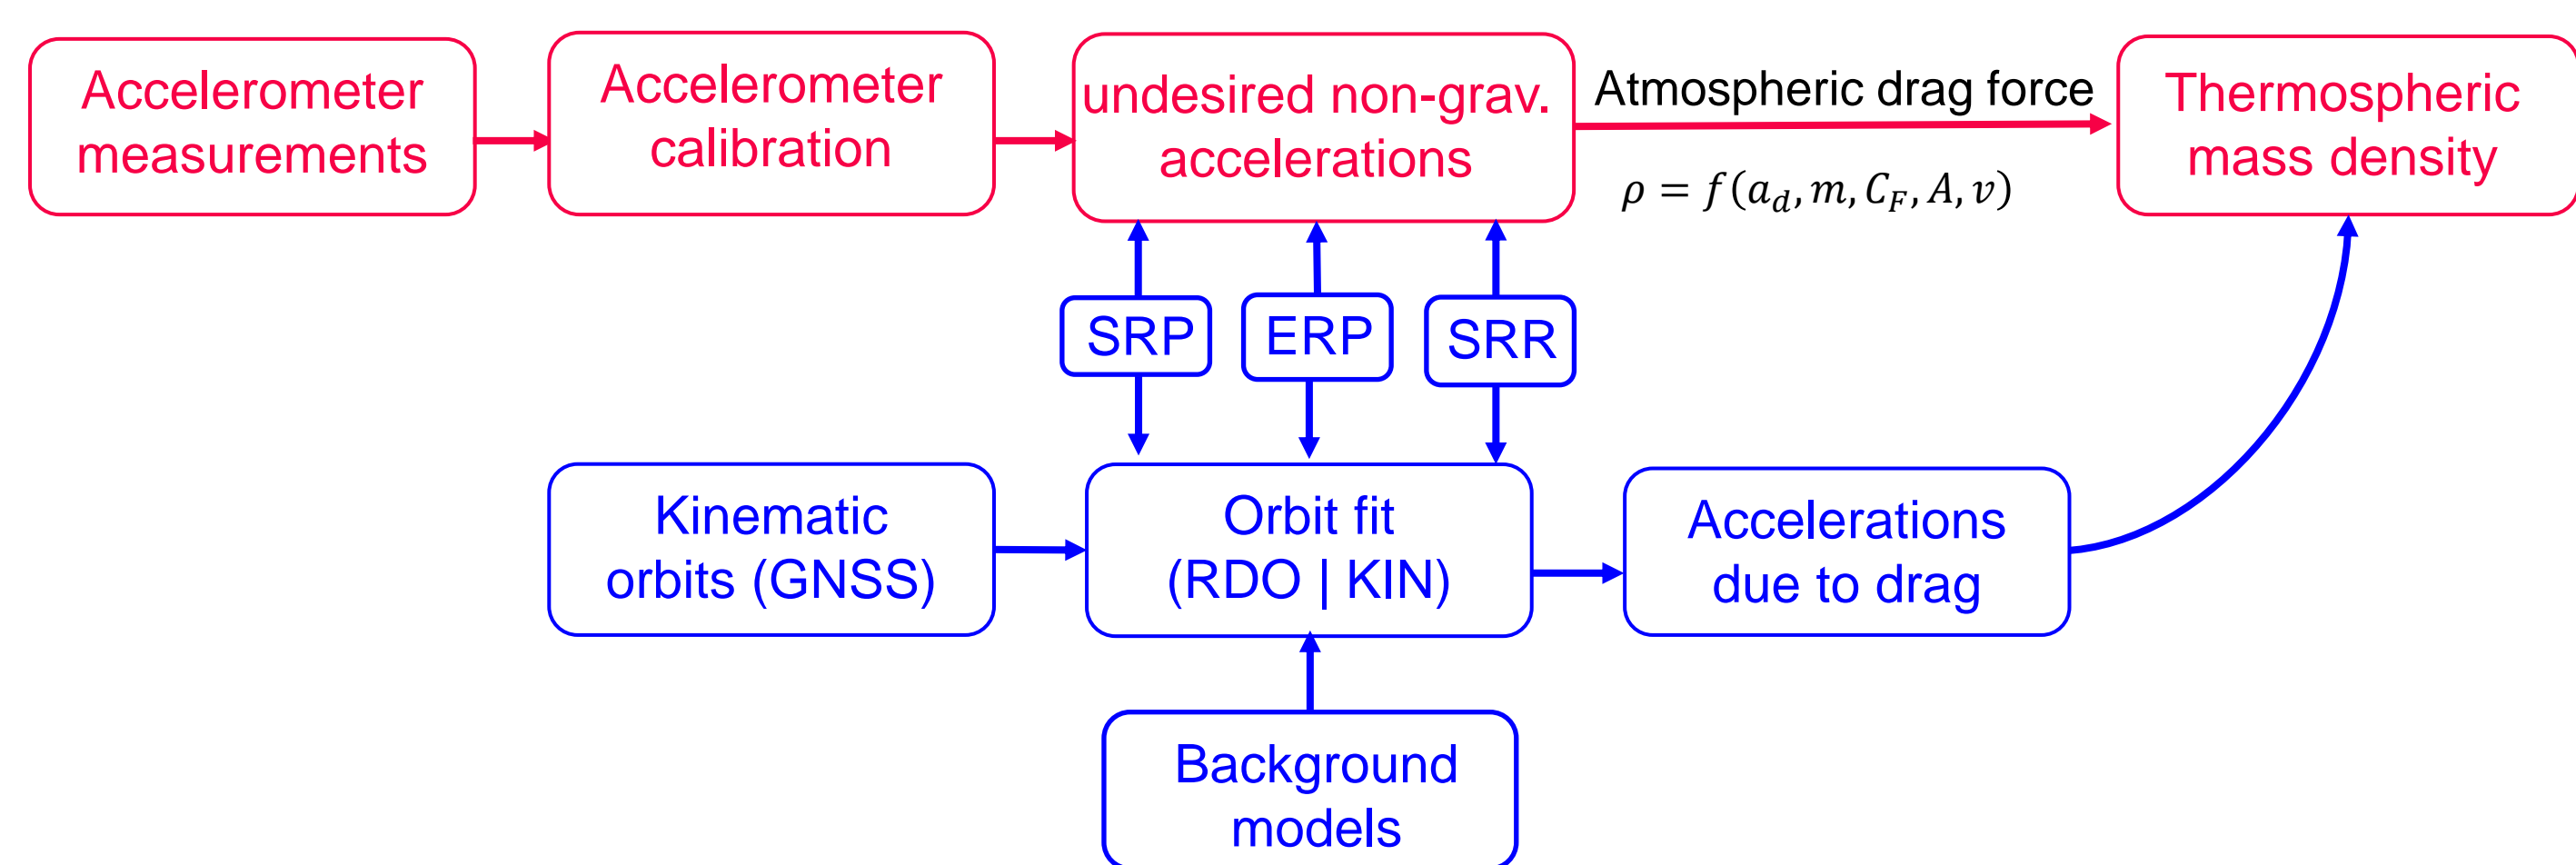 Accelerometer
measurements
Accelerometer
calibration
undesired non-grav.
accelerations
Atmospheric drag force
ρ = f(a_d, m, C_F, A, v)
Thermospheric
mass density
SRP
ERP
SRR
Kinematic
orbits (GNSS)
Orbit fit
(RDO | KIN)
Accelerations
due to drag
Background
models